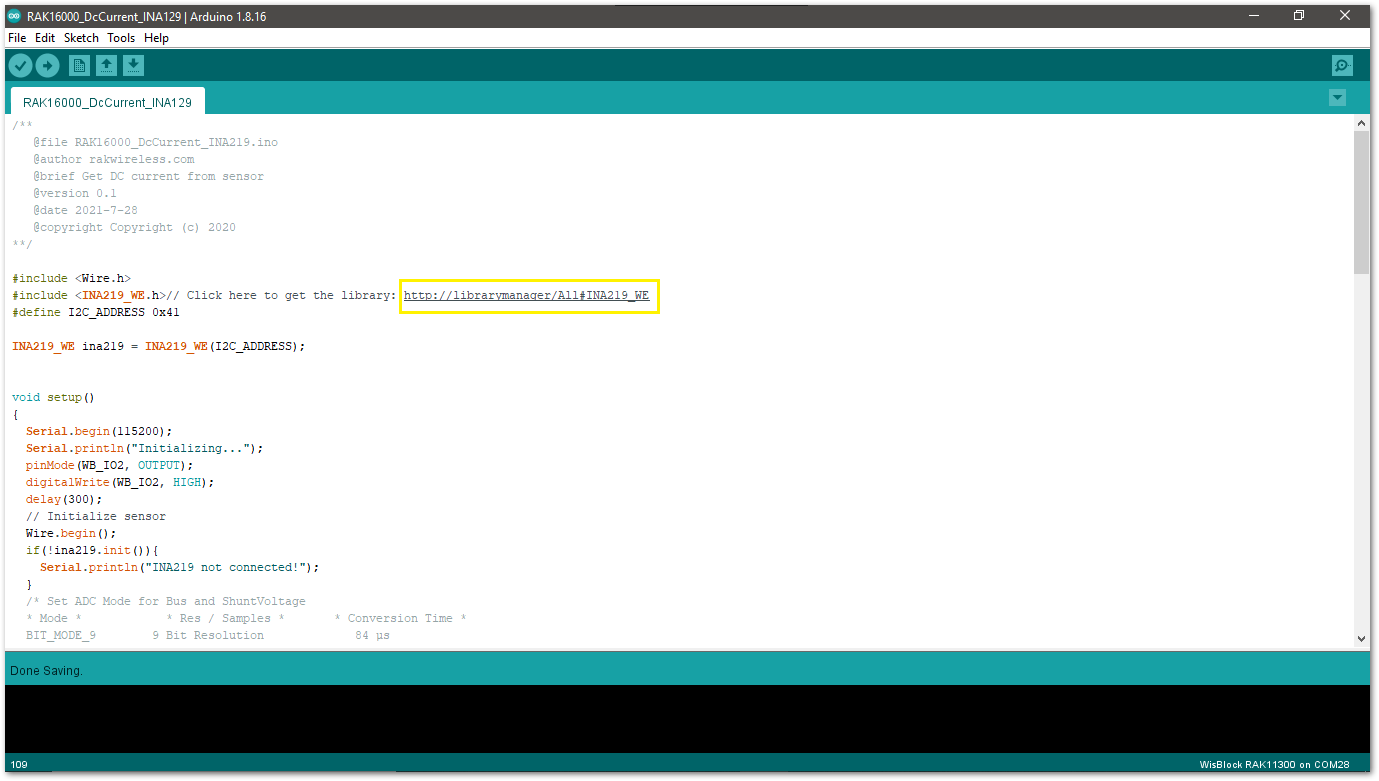 RAK16000_DcCurrent_INA129 | Arduino 1.8.16
File Edit Sketch Tools Help
RAK16000_DcCurrent_INA129
/**
@file RAK16000_DcCurrent_INA219.ino
@author rakwireless.com
@brief Get DC current from sensor
@version 0.1
@date 2021-7-28
@copyright Copyright (c) 2020
**/
#include <Wire.h>
#include <INA219_WE.h>// Click here to get the library: http://librarymanager/All#INA219_WE
#define I2C_ADDRESS 0x41
INA219_WE ina219 = INA219_WE(I2C_ADDRESS);
void setup()
{
Serial.begin(115200);
Serial.println("Initializing...");
pinMode(WB_IO2, OUTPUT);
digitalWrite(WB_IO2, HIGH);
delay(300);
// Initialize sensor
Wire.begin();
if(!ina219.init()){
Serial.println("INA219 not connected!");
}
/* Set ADC Mode for Bus and ShuntVoltage
* Mode * * Res / Samples * * Conversion Time *
BIT_MODE_9 9 Bit Resolution 84 µs
Done Saving.
109 WisBlock RAK11300 on COM28